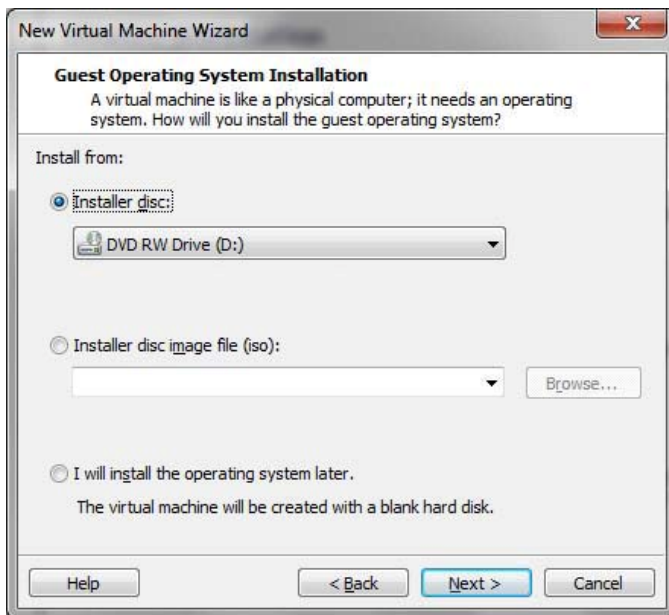 New Virtual Machine Wizard
Guest Operating System Installation
A virtual machine is like a physical computer; it needs an operating
system. How will you install the guest operating system?
Install from:
Installer disc:
DVD RW Drive (D:)
Installer disc image file (iso):
Browse...
I will install the operating system later.
The virtual machine will be created with a blank hard disk.
Help
< Back
Next >
Cancel